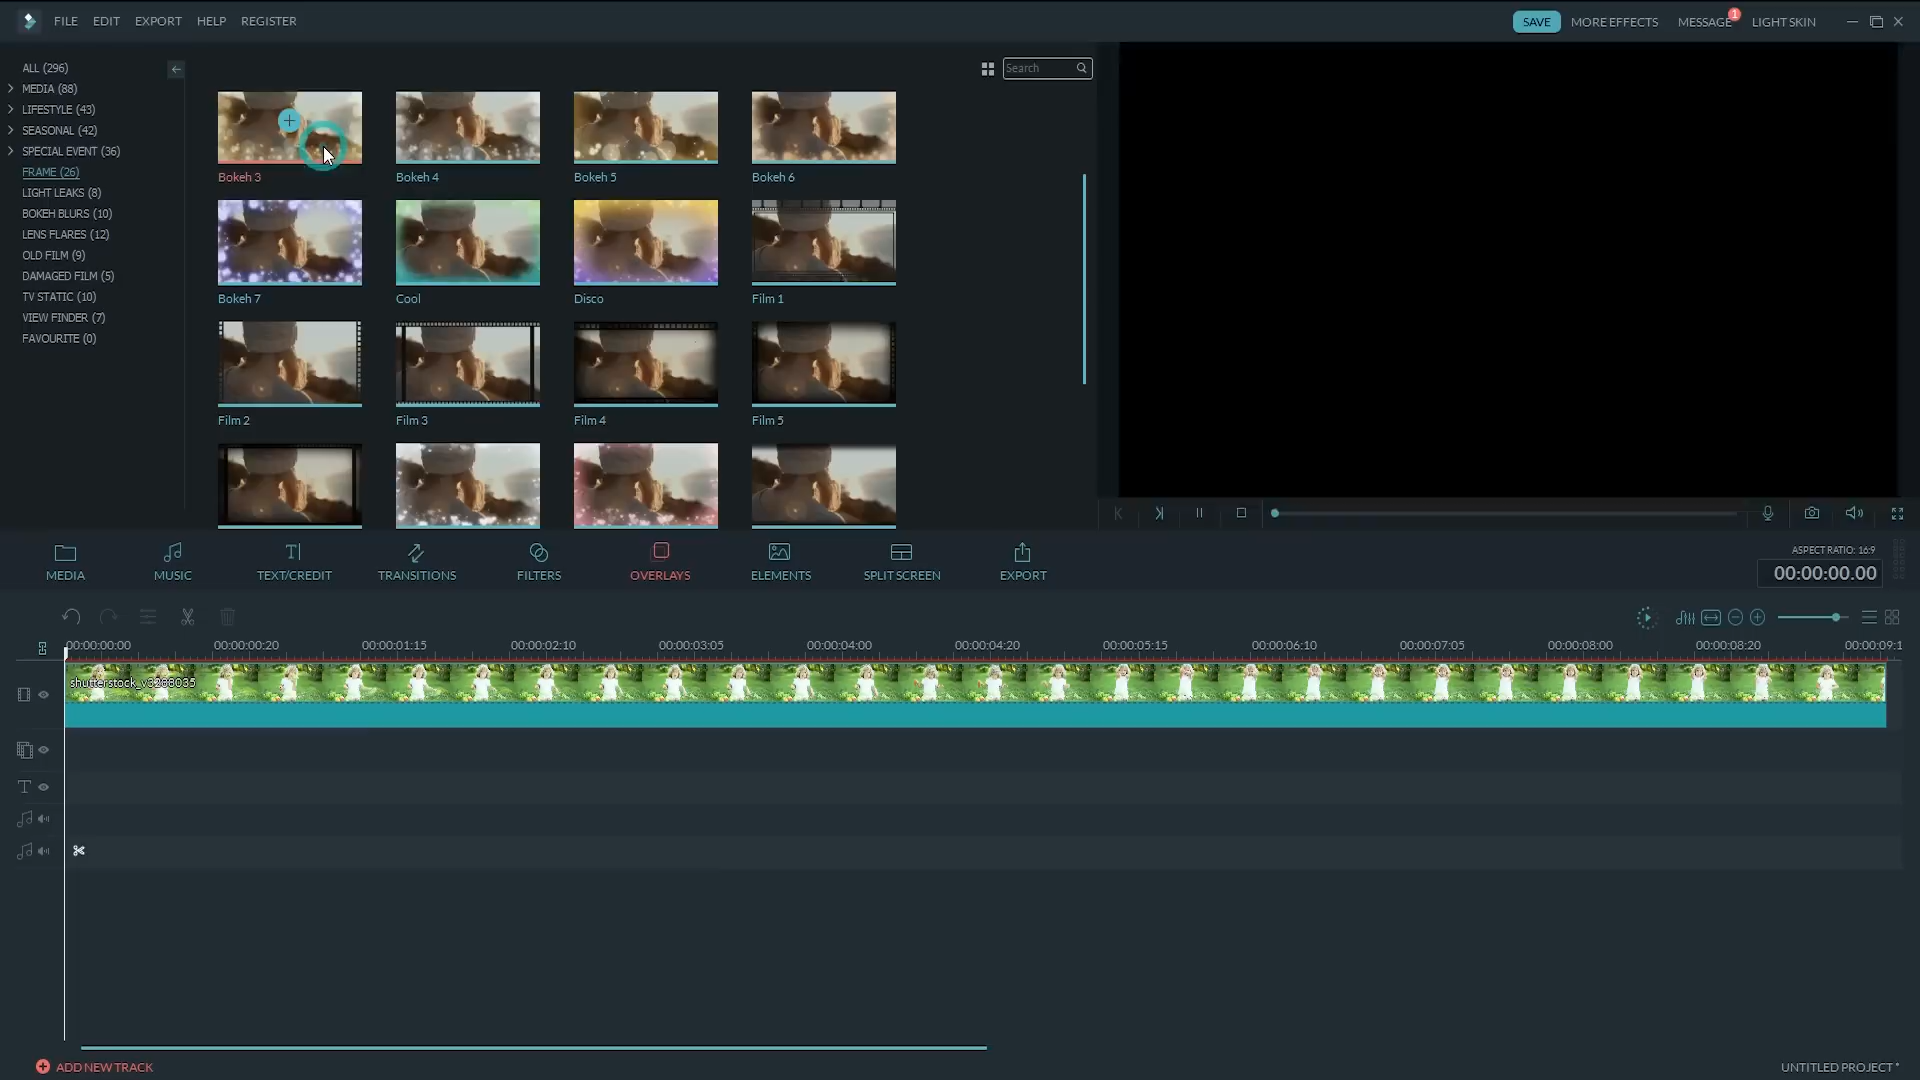 FILE EDIT EXPORT HELP REGISTER
SAVE MORE EFFECTS MESSAGE 1 LIGHT SKIN
ALL (296)
MEDIA (88)
LIFESTYLE (43)
SEASONAL (42)
SPECIAL EVENT (36)
FRAME (26)
LIGHT LEAKS (8)
BOKEH BLURS (10)
LENS FLARES (12)
OLD FILM (9)
DAMAGED FILM (5)
TV STATIC (10)
VIEW FINDER (7)
FAVOURITE (0)
Search
Bokeh 3 Bokeh 4 Bokeh 5 Bokeh 6
Bokeh 7 Cool Disco Film 1
Film 2 Film 3 Film 4 Film 5
MEDIA MUSIC TEXT/CREDIT TRANSITIONS FILTERS OVERLAYS ELEMENTS SPLIT SCREEN EXPORT
ASPECT RATIO: 16:9
00:00:00.00
00:00:00:00 00:00:00:20 00:00:01:15 00:00:02:10 00:00:03:05 00:00:04:00 00:00:04:20 00:00:05:15 00:00:06:10 00:00:07:05 00:00:08:00 00:00:08:20 00:00:09:1
shutterstock_v3288035
ADD NEW TRACK
UNTITLED PROJECT *